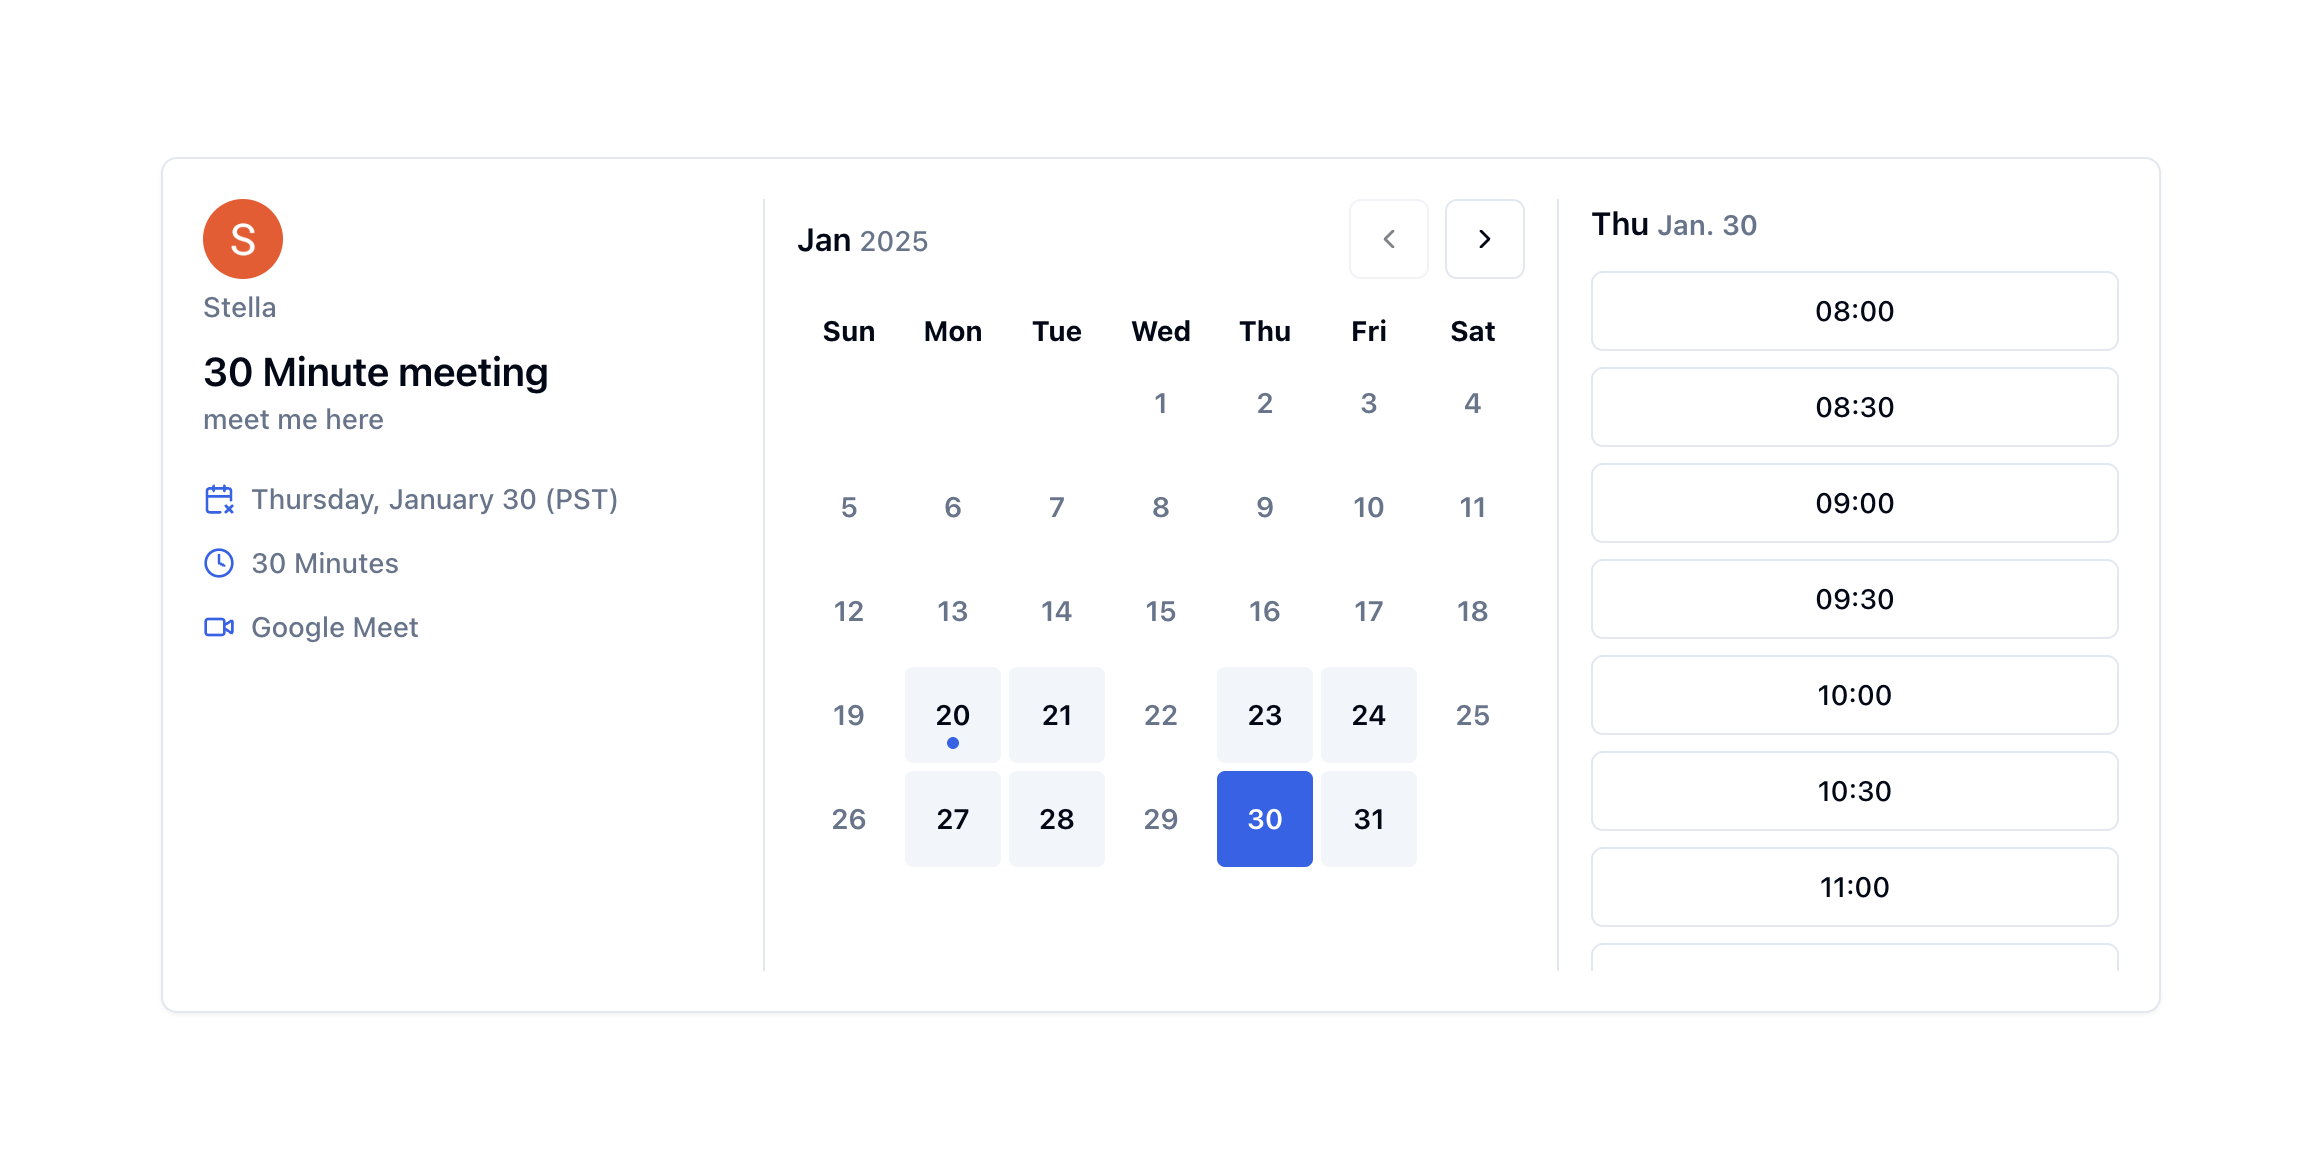 S
Stella
30 Minute meeting
meet me here
Thursday, January 30 (PST)
30 Minutes
Google Meet
Jan 2025
Sun Mon Tue Wed Thu Fri Sat
1 2 3 4
5 6 7 8 9 10 11
12 13 14 15 16 17 18
19 20 21 22 23 24 25
26 27 28 29 30 31
Thu Jan. 30
08:00
08:30
09:00
09:30
10:00
10:30
11:00